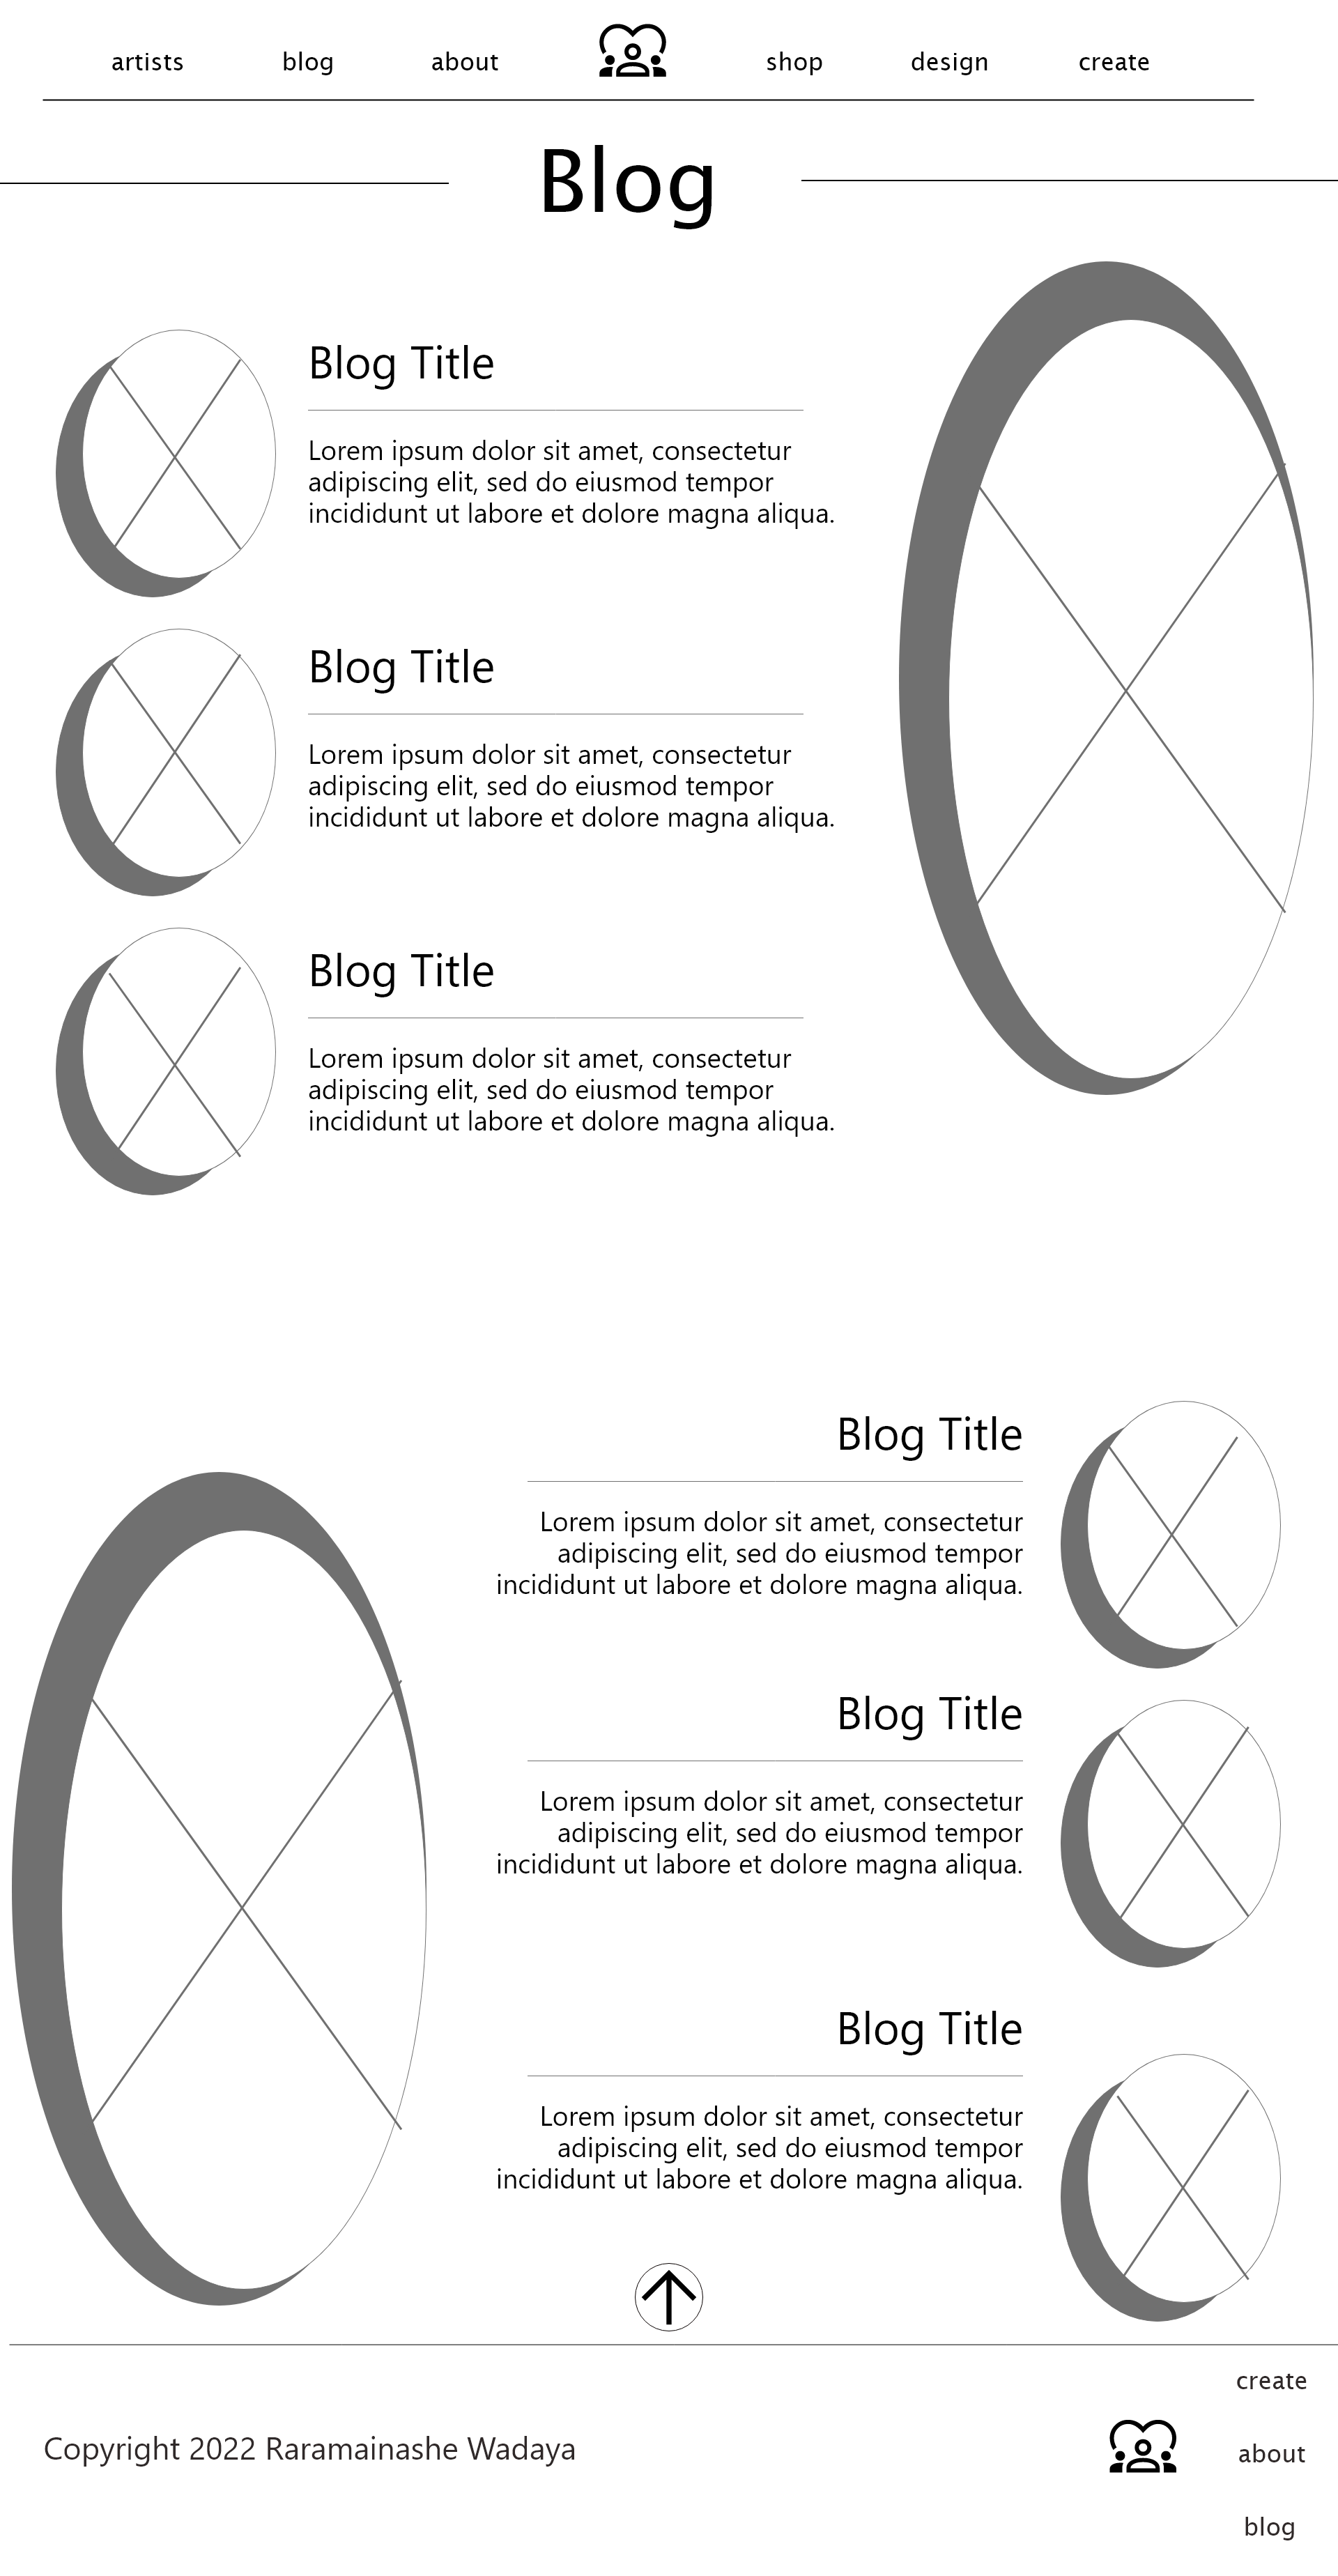 artists blog about shop design create
Blog
Blog Title
Lorem ipsum dolor sit amet, consectetur
adipiscing elit, sed do eiusmod tempor
incididunt ut labore et dolore magna aliqua.
Blog Title
Lorem ipsum dolor sit amet, consectetur
adipiscing elit, sed do eiusmod tempor
incididunt ut labore et dolore magna aliqua.
Blog Title
Lorem ipsum dolor sit amet, consectetur
adipiscing elit, sed do eiusmod tempor
incididunt ut labore et dolore magna aliqua.
Blog Title
Lorem ipsum dolor sit amet, consectetur
adipiscing elit, sed do eiusmod tempor
incididunt ut labore et dolore magna aliqua.
Blog Title
Lorem ipsum dolor sit amet, consectetur
adipiscing elit, sed do eiusmod tempor
incididunt ut labore et dolore magna aliqua.
Blog Title
Lorem ipsum dolor sit amet, consectetur
adipiscing elit, sed do eiusmod tempor
incididunt ut labore et dolore magna aliqua.
Copyright 2022 Raramainashe Wadaya
create
about
blog